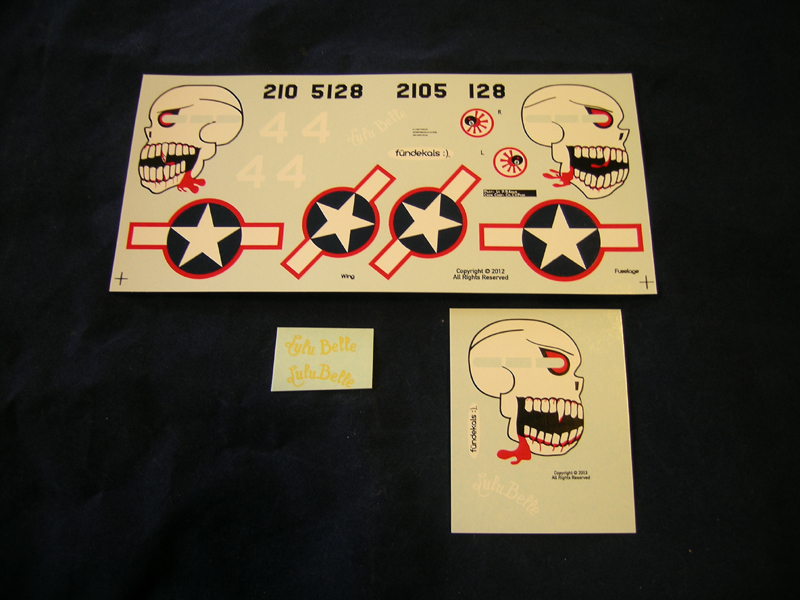 210 5128 2105 128
44
Lulu Belle
fündekals :).
R
44
L
Wing
Copyright © 2012
All Rights Reserved
Fuselage
Lulu Belle
Lulu Belle
fündekals :).
Copyright © 2013
All Rights Reserved
Lulu Belle